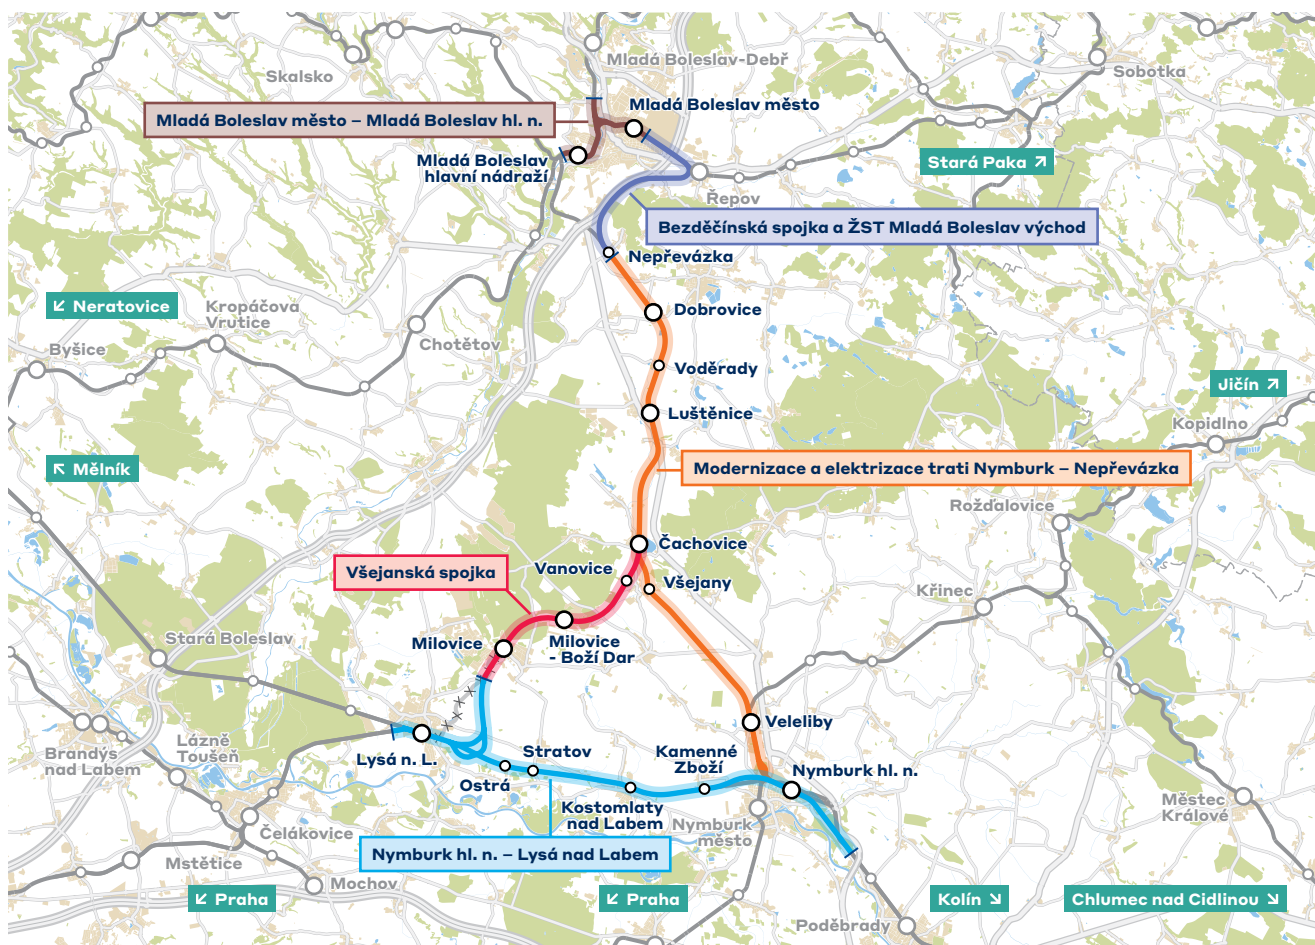 Mladá Boleslav-Debř
Skalsko
Sobotka
Mladá Boleslav město
Mladá Boleslav město – Mladá Boleslav hl. n.
Mladá Boleslav
hlavní nádraží
Stará Paka ↗
Řepov
Bezděčínská spojka a ŽST Mladá Boleslav východ
Nepřevázka
↙ Neratovice
Kropáčova
Vrutice
Dobrovice
Chotětov
Byšice
Voděrady
Jičín ↗
Luštěnice
Kopidlno
↖ Mělník
Modernizace a elektrizace trati Nymburk – Nepřevázka
Rožďalovice
Čachovice
Všejanská spojka
Vanovice
Všejany
Křinec
Stará Boleslav
Milovice
Milovice
- Boží Dar
Veleliby
Lázně
Toušeň
Brandýs
nad Labem
Lysá n. L.
Stratov
Kamenné
Zboží
Nymburk hl. n.
Ostrá
Kostomlaty
nad Labem
Nymburk
město
Městec
Králové
Čelákovice
Nymburk hl. n. – Lysá nad Labem
Mstětice
Mochov
↙ Praha
↙ Praha
Kolín ↘
Chlumec nad Cidlinou ↘
Poděbrady